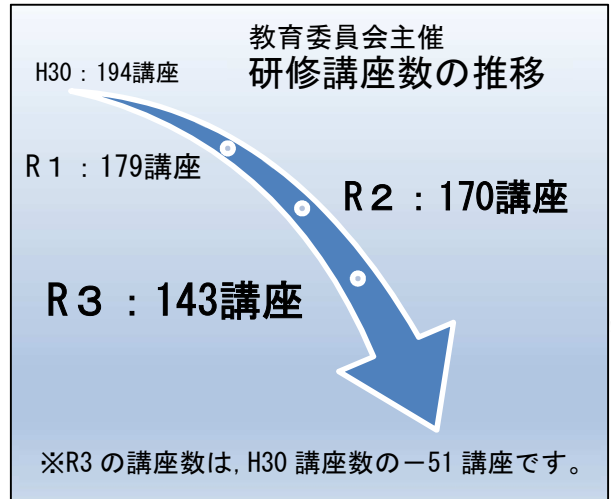 教育委員会主催
研修講座数の推移
H30：194講座
R１：179講座
R２：170講座
R３：143講座
※R3 の講座数は, H30 講座数の－51 講座です。